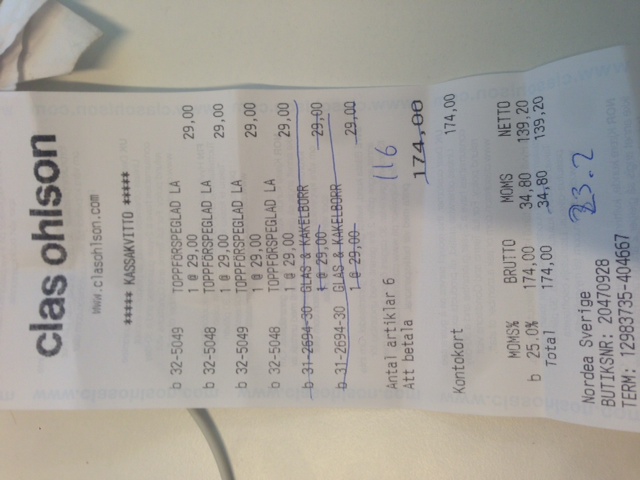 clas ohlson
www.clasohlson.com
***** KASSAKVITTO *****
b 32-5049 TOPPFÖRSPEGLAD LA
1 @ 29,00 29,00
b 32-5048 TOPPFÖRSPEGLAD LA
1 @ 29,00 29,00
b 32-5049 TOPPFÖRSPEGLAD LA
1 @ 29,00 29,00
b 32-5048 TOPPFÖRSPEGLAD LA
1 @ 29,00 29,00
b 31-2694-30 GLAS & KAKELBORR
1 @ 29,00 29,00
b 31-2694-30 GLAS & KAKELBORR
1 @ 29,00 29,00
Antal artiklar 6 116
Att betala 174,00
Kontokort 174,00
MOMS% BRUTTO MOMS NETTO
b 25.0% 174,00 34,80 139,20
Total 174,00 34,80 139,20
Nordea Sverige 23.2
BUTIKSNR: 20470928
TERM: 12983735-404667